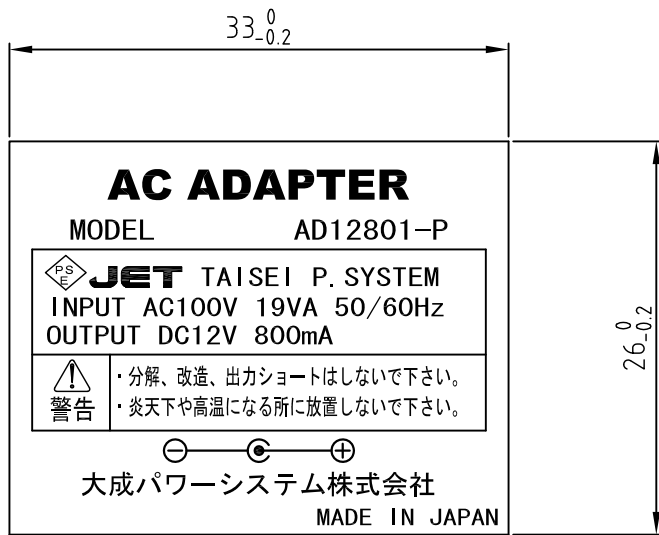 33 0 -0.2
AC ADAPTER
MODEL AD12801-P
PSE JET TAISEI P. SYSTEM
INPUT AC100V 19VA 50/60Hz
OUTPUT DC12V 800mA
警告
・分解、改造、出力ショートはしないで下さい。
・炎天下や高温になる所に放置しないで下さい。
大成パワーシステム株式会社
MADE IN JAPAN
26 0 -0.2